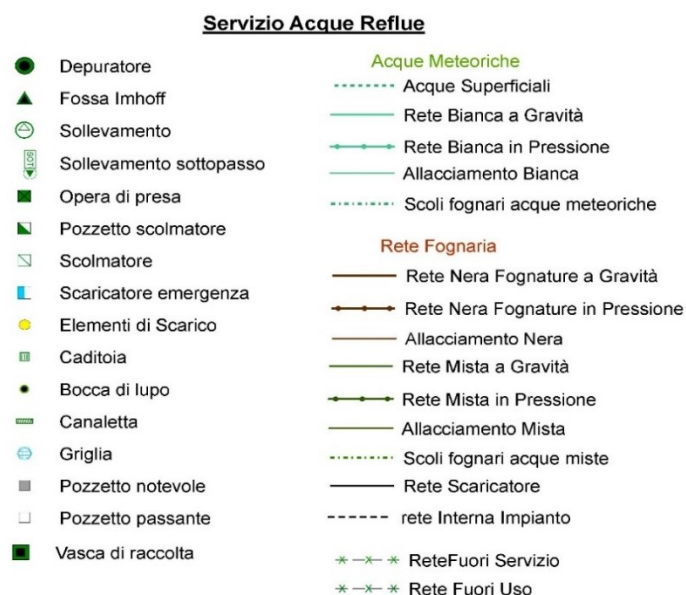 Servizio Acque Reflue
Depuratore
Fossa Imhoff
Sollevamento
SOT
Sollevamento sottopasso
Opera di presa
Pozzetto scolmatore
Scolmatore
Scaricatore emergenza
Elementi di Scarico
Caditoia
Bocca di lupo
Canaletta
Griglia
Pozzetto notevole
Pozzetto passante
Vasca di raccolta
Acque Meteoriche
Acque Superficiali
Rete Bianca a Gravità
Rete Bianca in Pressione
Allacciamento Bianca
Scoli fognari acque meteoriche
Rete Fognaria
Rete Nera Fognature a Gravità
Rete Nera Fognature in Pressione
Allacciamento Nera
Rete Mista a Gravità
Rete Mista in Pressione
Allacciamento Mista
Scoli fognari acque miste
Rete Scaricatore
rete Interna Impianto
ReteFuori Servizio
Rete Fuori Uso